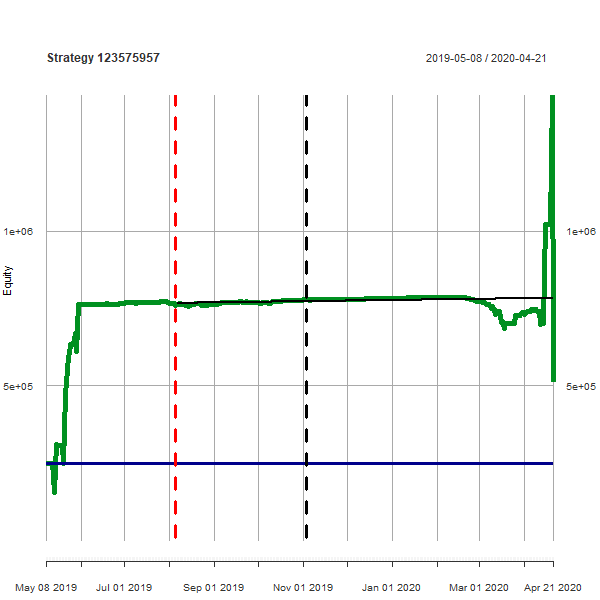 Strategy 123575957
2019-05-08 / 2020-04-21
1e+06
1e+06
Equity
5e+05
5e+05
May 08 2019
Jul 01 2019
Sep 01 2019
Nov 01 2019
Jan 01 2020
Mar 01 2020
Apr 21 2020